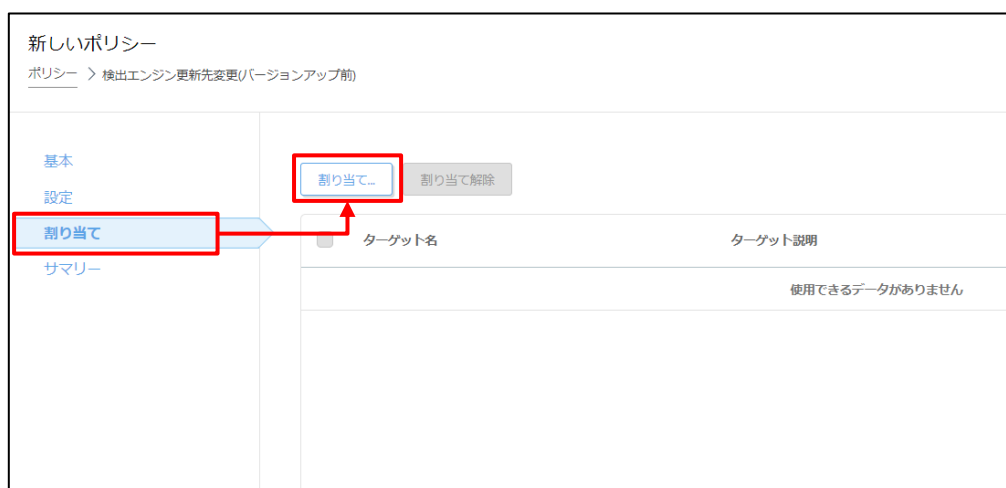 新しいポリシー
ポリシー > 検出エンジン更新先変更(バージョンアップ前)
基本
設定
割り当て
サマリー
割り当て... 割り当て解除
ターゲット名 ターゲット説明
使用できるデータがありません